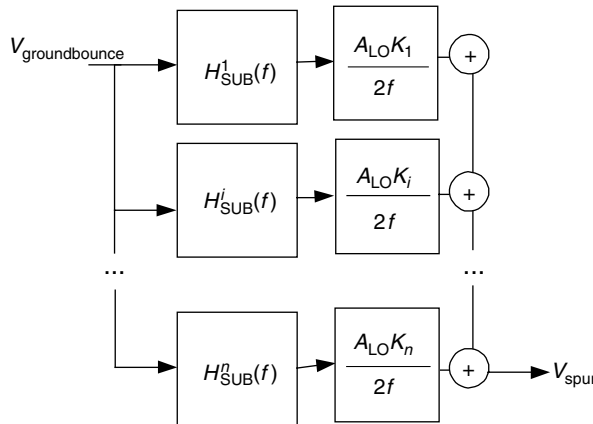 V_groundbounce
H^1_SUB(f)
A_LO K_1
2f
+
H^i_SUB(f)
A_LO K_i
2f
+
...
...
H^n_SUB(f)
A_LO K_n
2f
+
V_spur